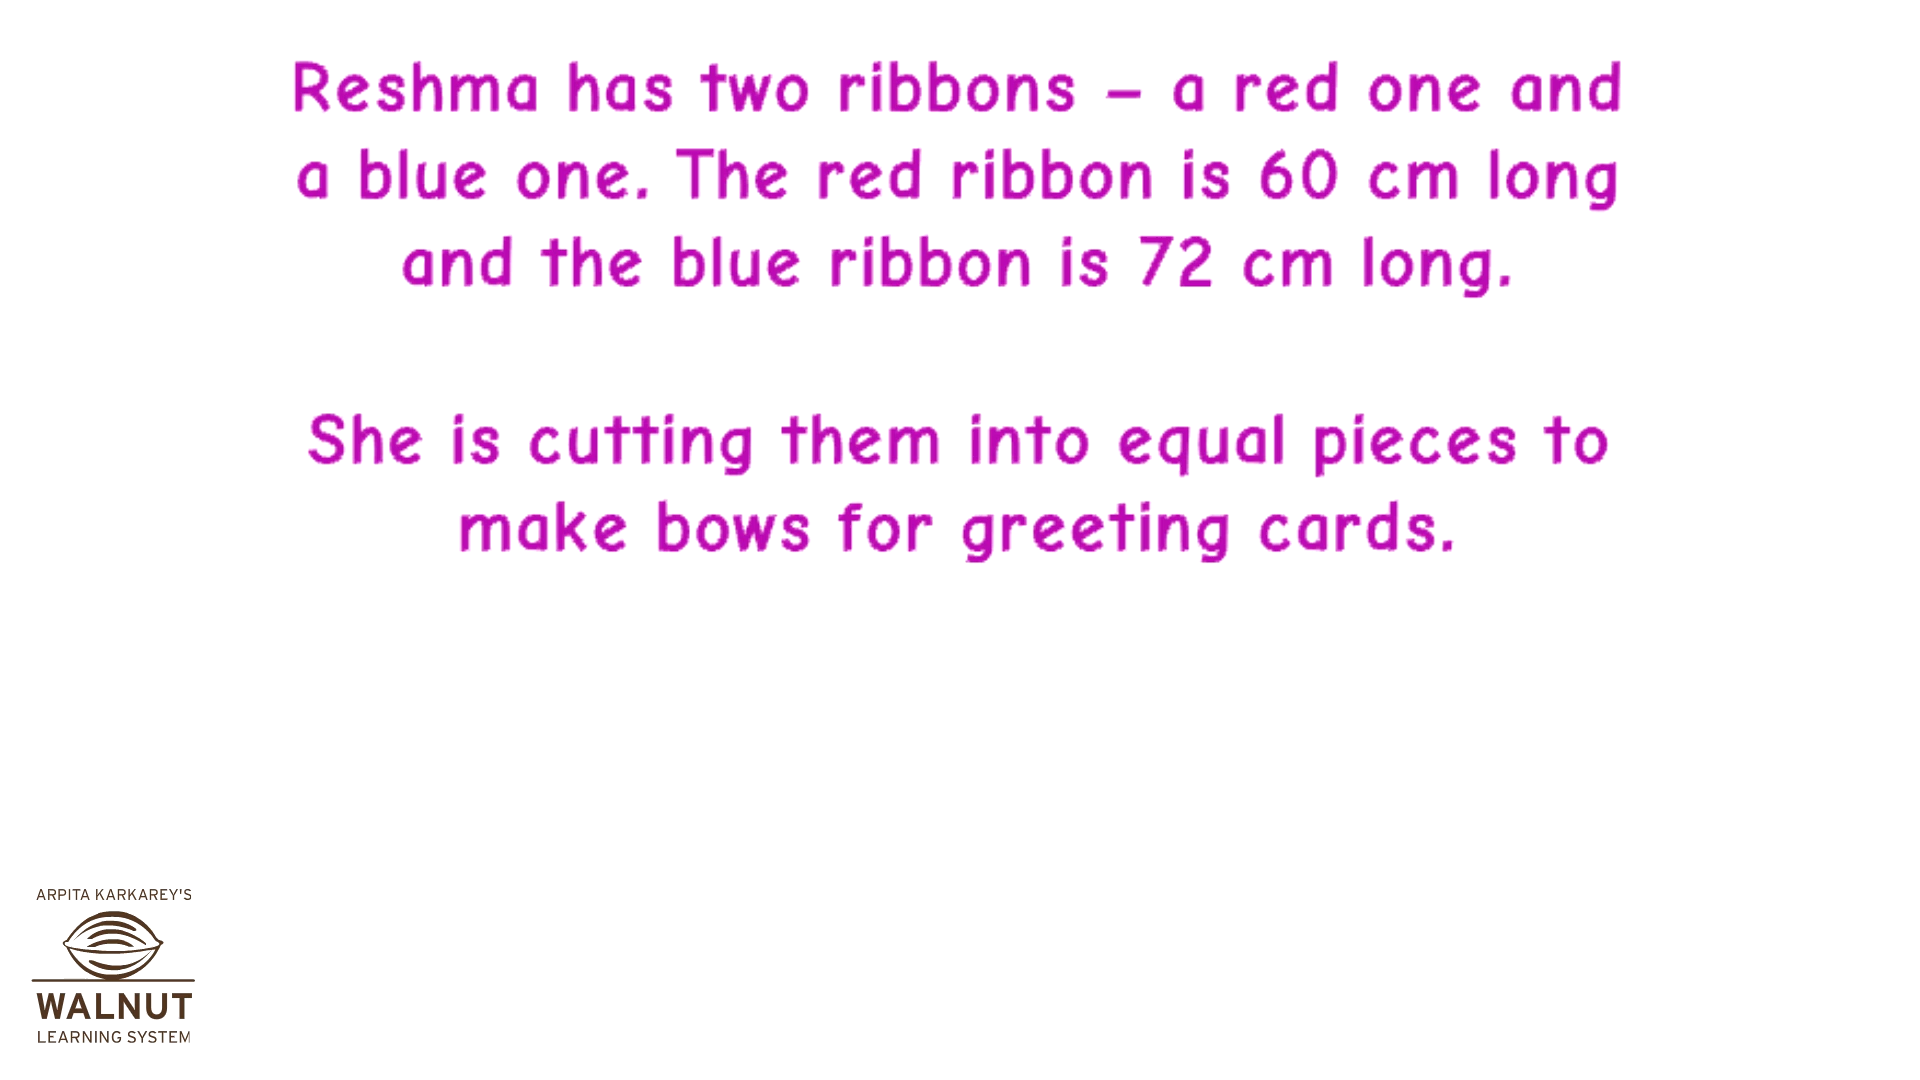 Reshma has two ribbons – a red one and
a blue one. The red ribbon is 60 cm long
and the blue ribbon is 72 cm long.
She is cutting them into equal pieces to
make bows for greeting cards.
ARPITA KARKAREY'S
WALNUT
LEARNING SYSTEM